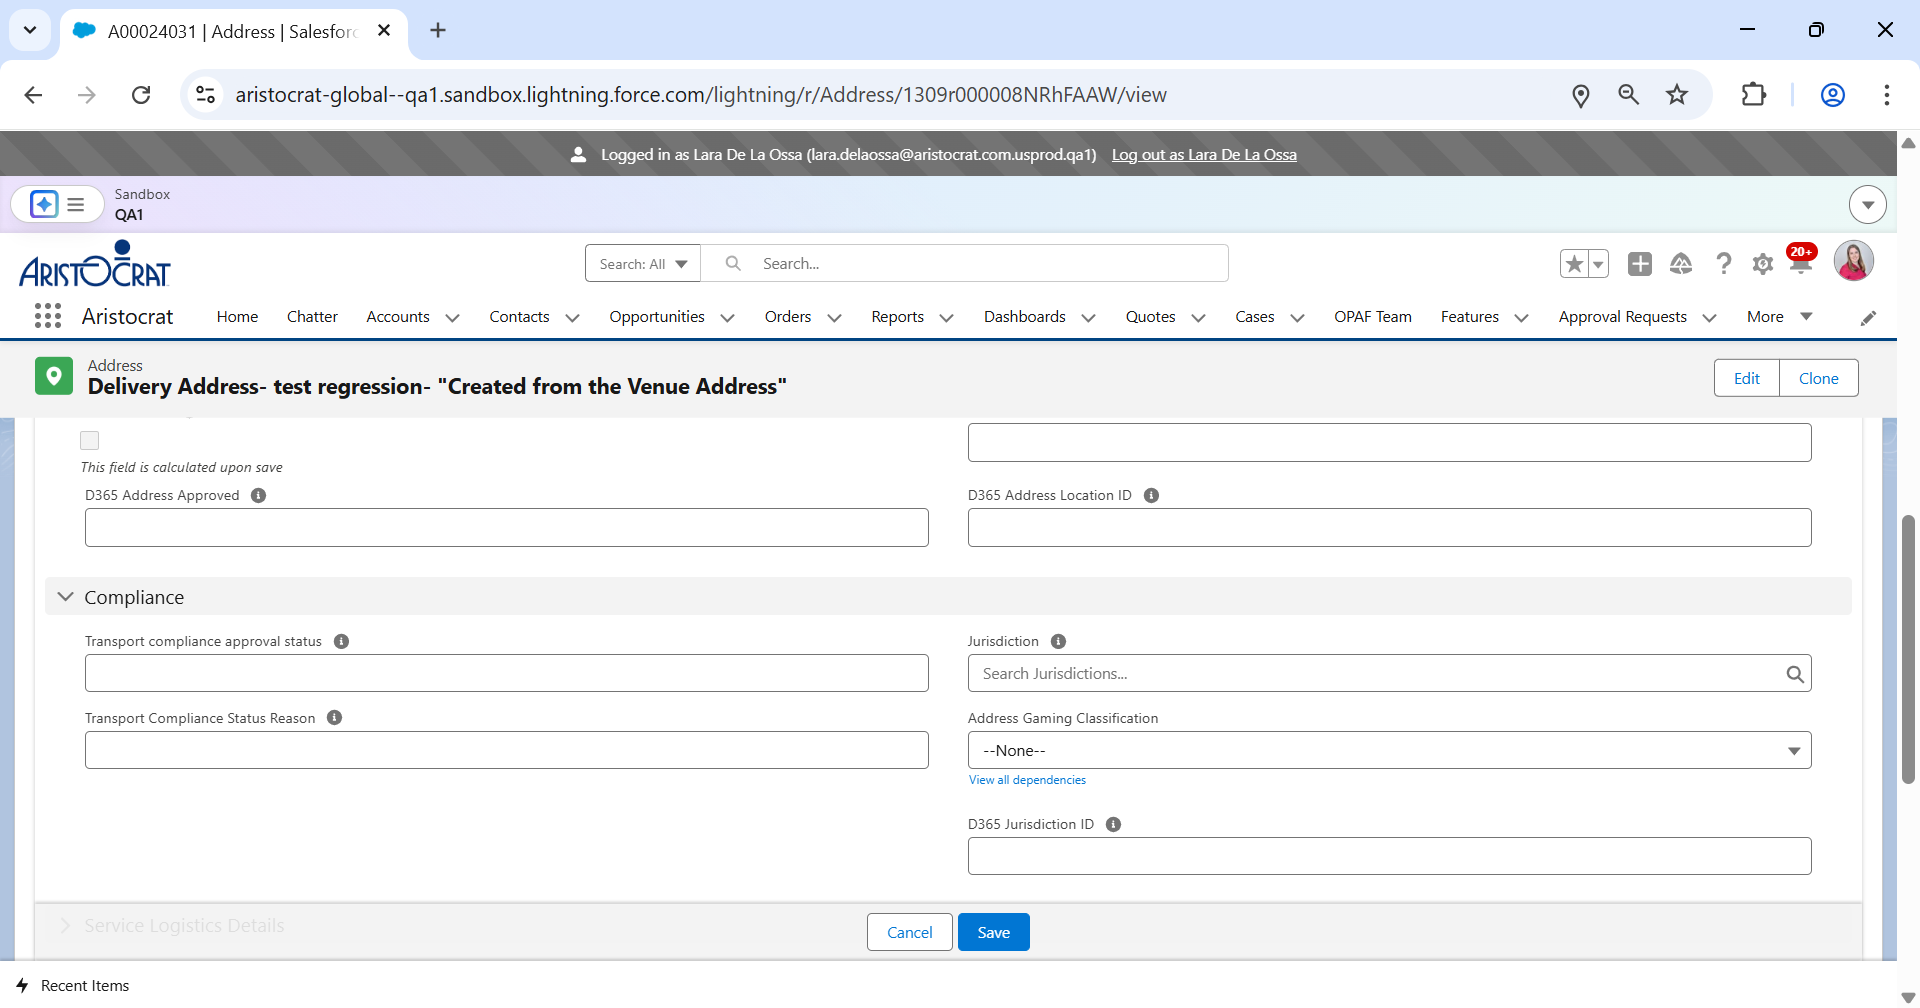 A00024031 | Address | Salesforc
aristocrat-global--qa1.sandbox.lightning.force.com/lightning/r/Address/1309r000008NRhFAAW/view
Logged in as Lara De La Ossa (lara.delaossa@aristocrat.com.usprod.qa1) Log out as Lara De La Ossa
Sandbox
QA1
ARISTOCRAT
Search: All
Search...
20+
Aristocrat
Home
Chatter
Accounts
Contacts
Opportunities
Orders
Reports
Dashboards
Quotes
Cases
OPAF Team
Features
Approval Requests
More
Address
Delivery Address- test regression- "Created from the Venue Address"
Edit
Clone
This field is calculated upon save
D365 Address Approved
D365 Address Location ID
Compliance
Transport compliance approval status
Jurisdiction
Search Jurisdictions...
Transport Compliance Status Reason
Address Gaming Classification
--None--
View all dependencies
D365 Jurisdiction ID
Service Logistics Details
Cancel
Save
Recent Items